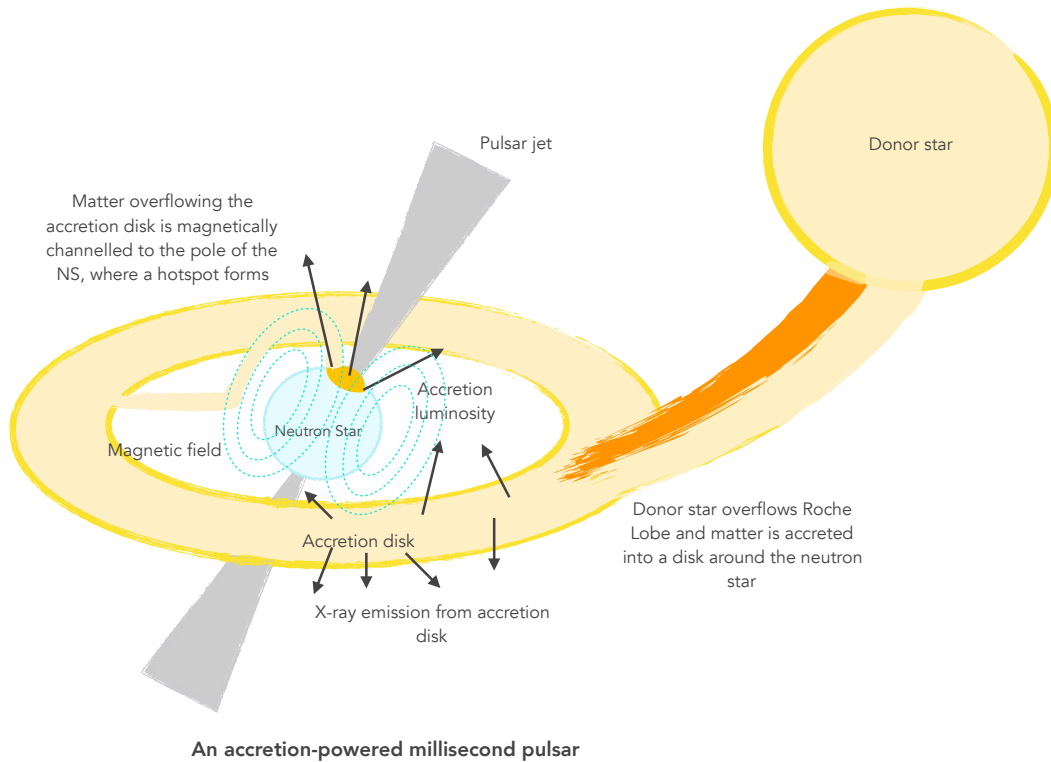 Pulsar jet
Donor star
Matter overflowing the
accretion disk is magnetically
channelled to the pole of the
NS, where a hotspot forms
Accretion
luminosity
Neutron Star
Magnetic field
Donor star overflows Roche
Lobe and matter is accreted
into a disk around the neutron
star
Accretion disk
X-ray emission from accretion
disk
An accretion-powered millisecond pulsar